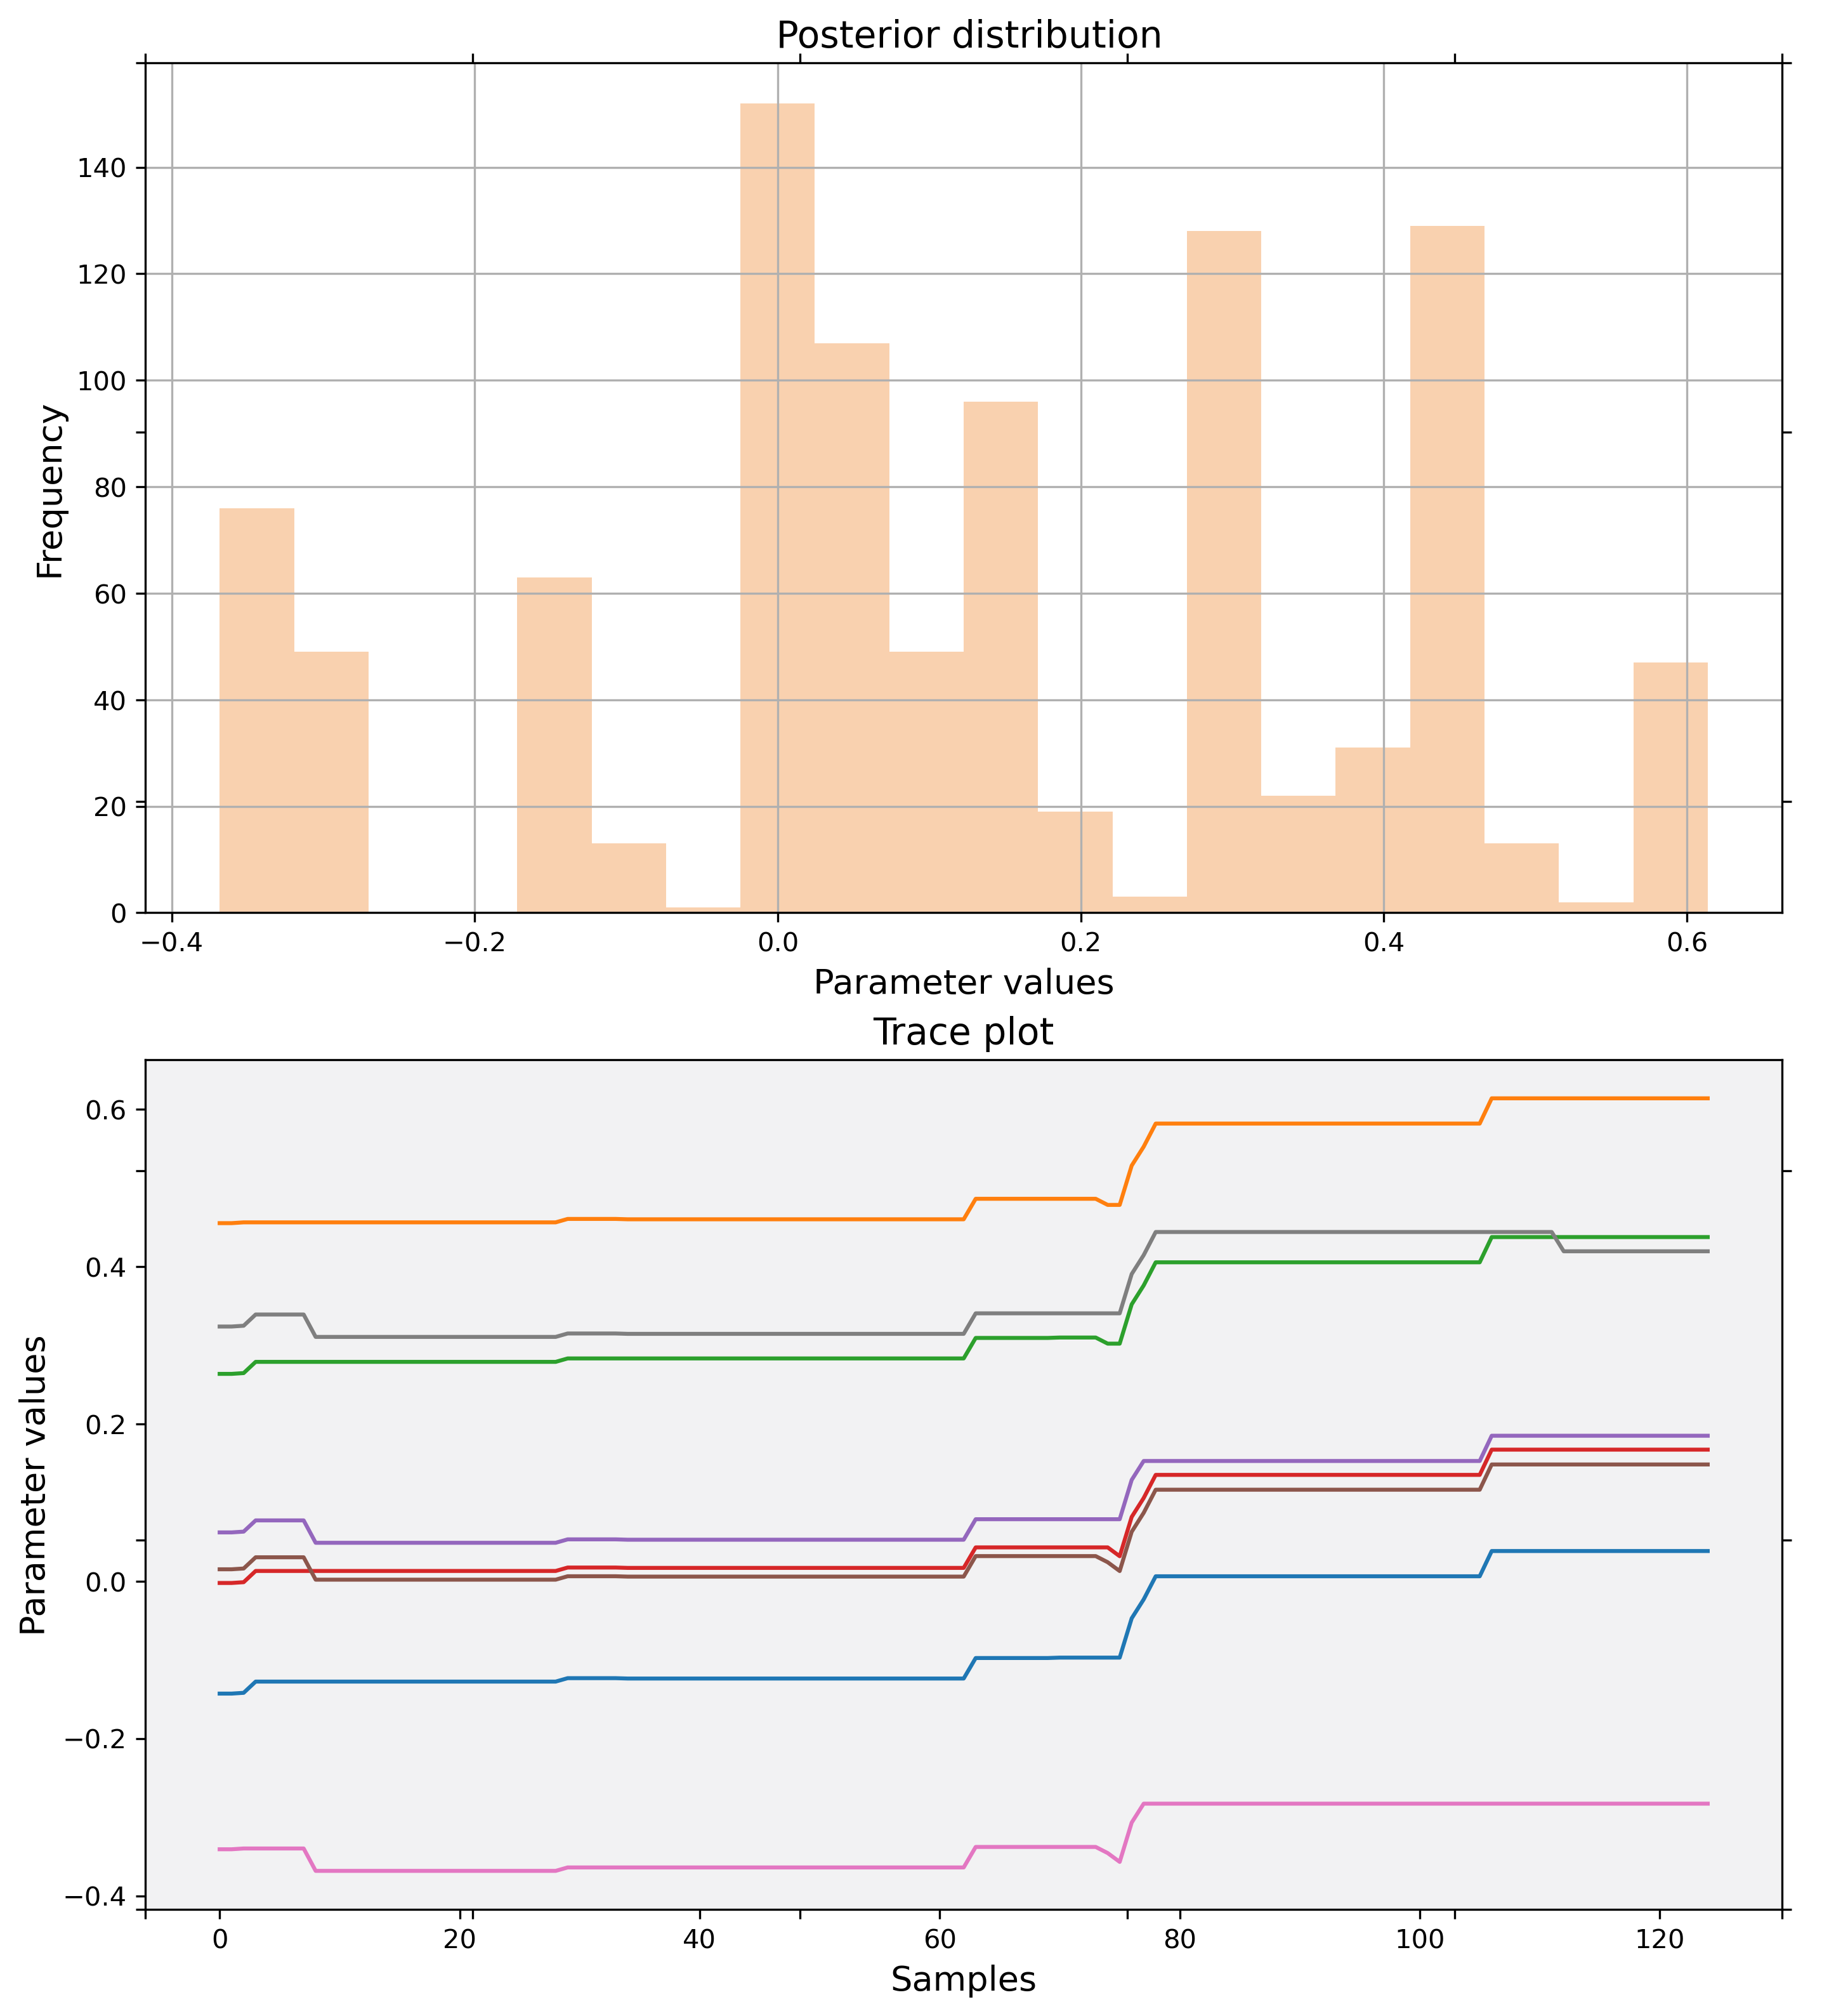 Posterior distribution
140
120
100
80
60
40
20
0
Frequency
−0.4 −0.2 0.0 0.2 0.4 0.6
Parameter values
Trace plot
0.6
0.4
0.2
0.0
−0.2
−0.4
Parameter values
0 20 40 60 80 100 120
Samples